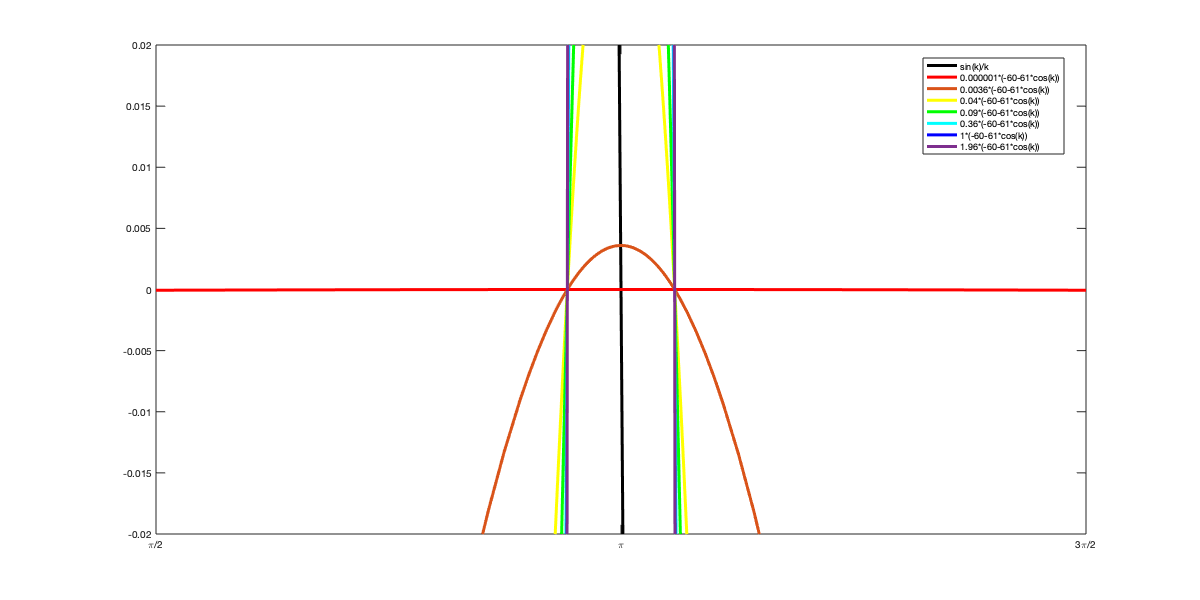 0.02
0.015
0.01
0.005
0
-0.005
-0.01
-0.015
-0.02
π/2
π
3π/2
sin(k)/k
0.000001*(-60-61*cos(k))
0.0036*(-60-61*cos(k))
0.04*(-60-61*cos(k))
0.09*(-60-61*cos(k))
0.36*(-60-61*cos(k))
1*(-60-61*cos(k))
1.96*(-60-61*cos(k))